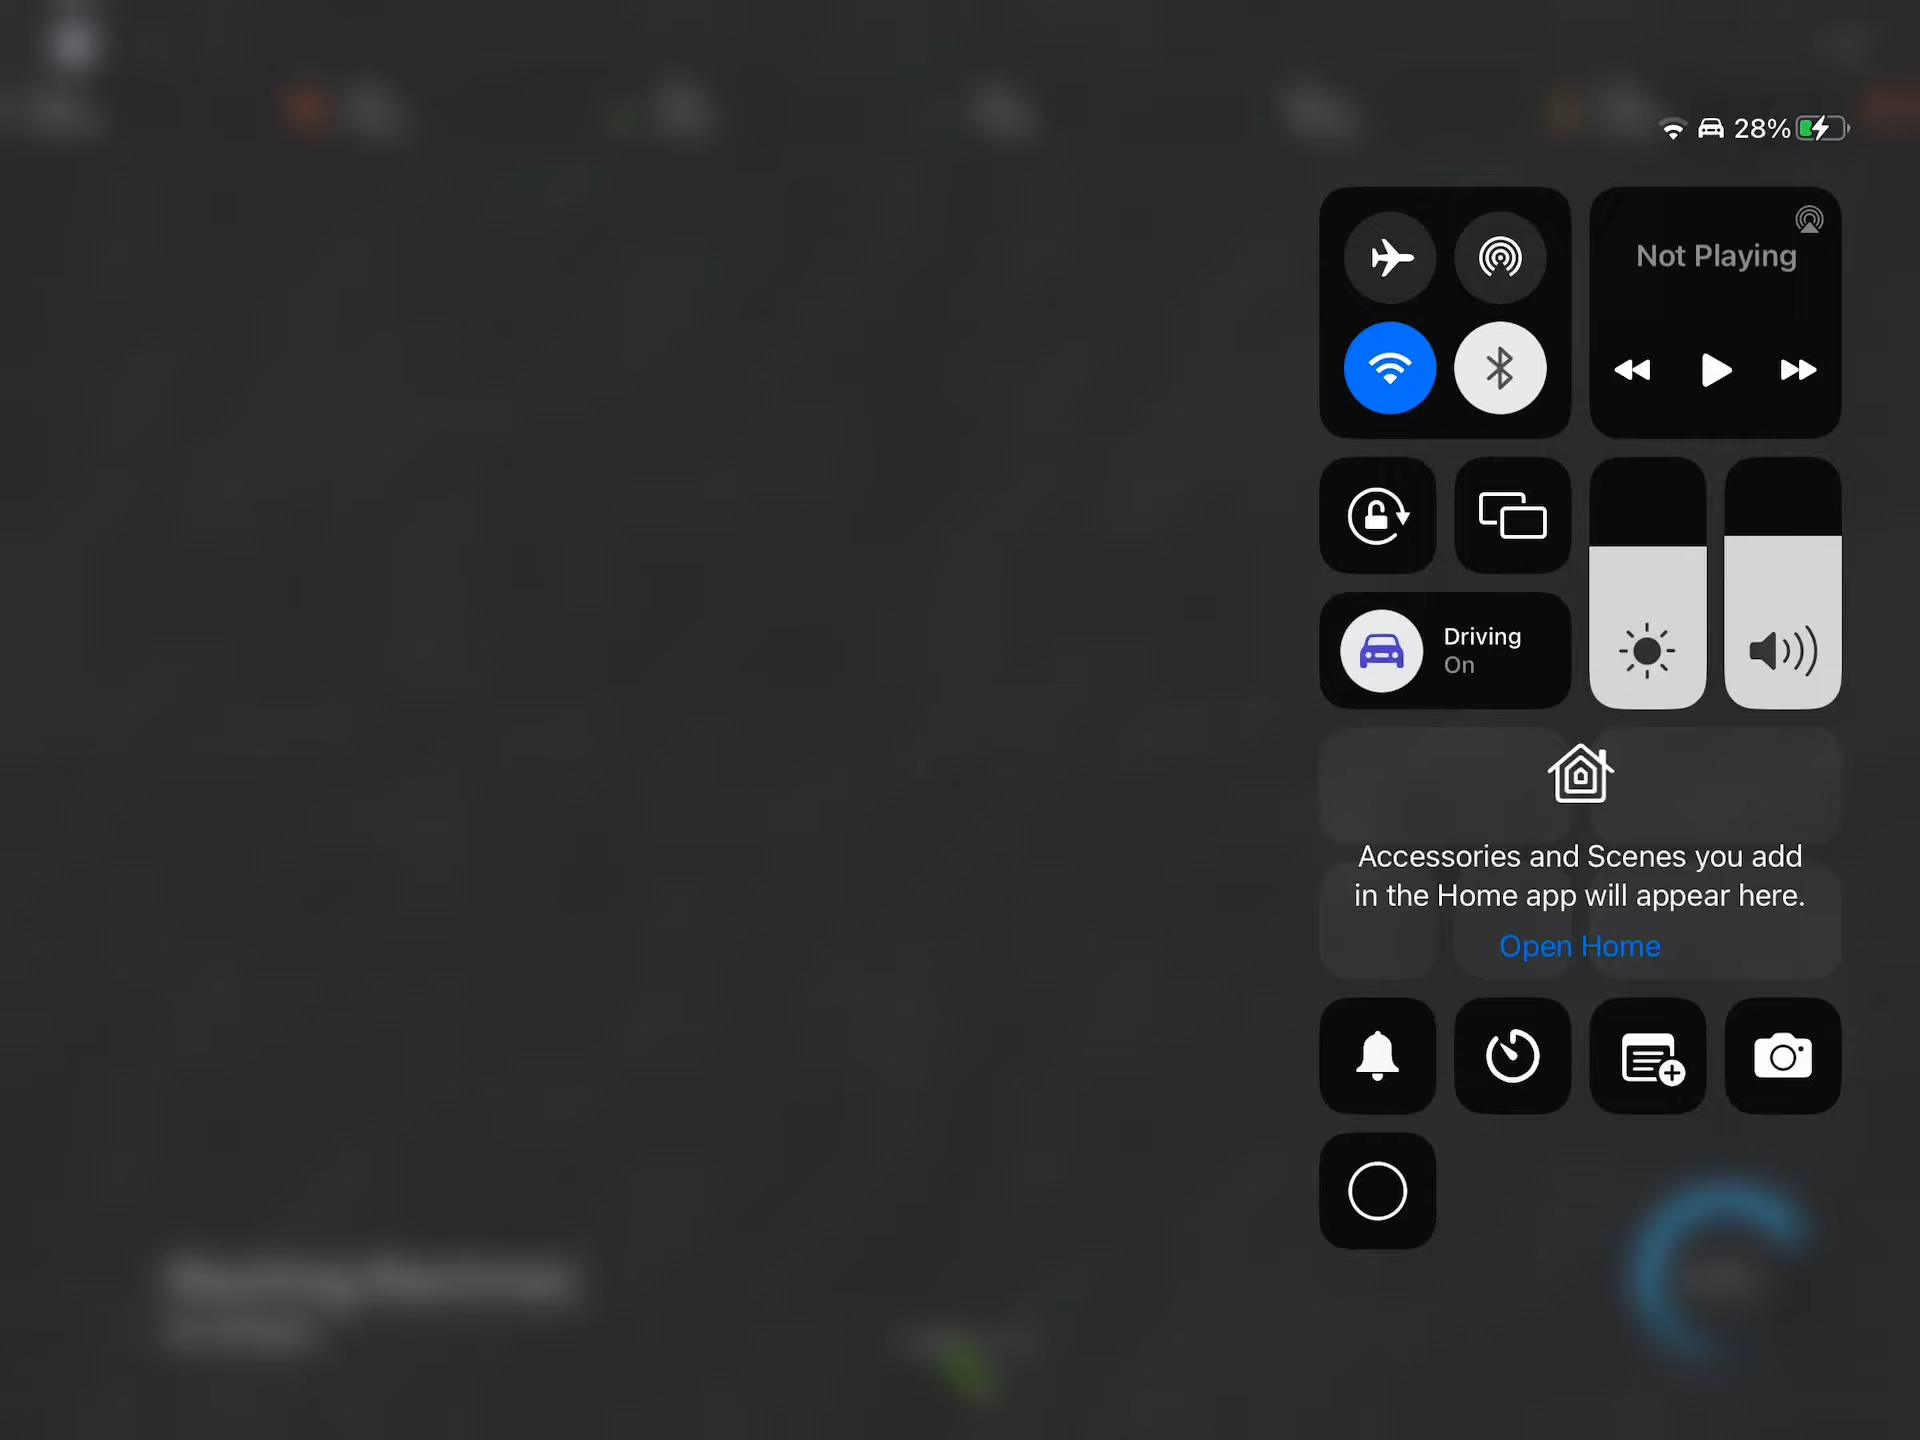 28%
Not Playing
Driving
On
Accessories and Scenes you add
in the Home app will appear here.
Open Home